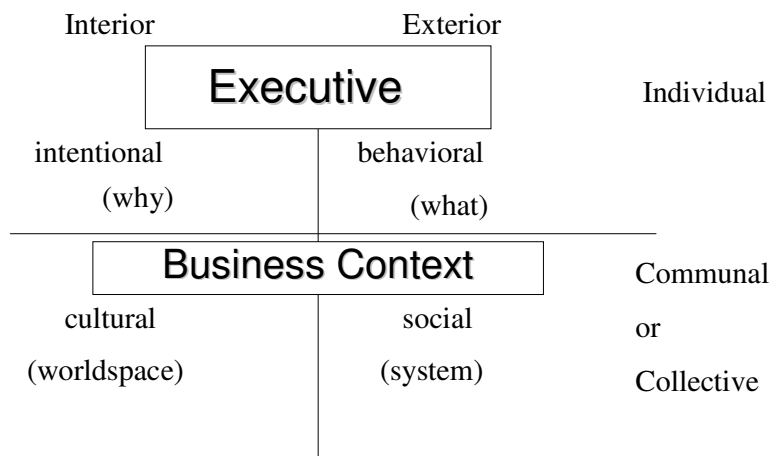 Interior Exterior
Executive
Individual
intentional behavioral
(why) (what)
Business Context
Communal
cultural social
or
(worldspace) (system)
Collective